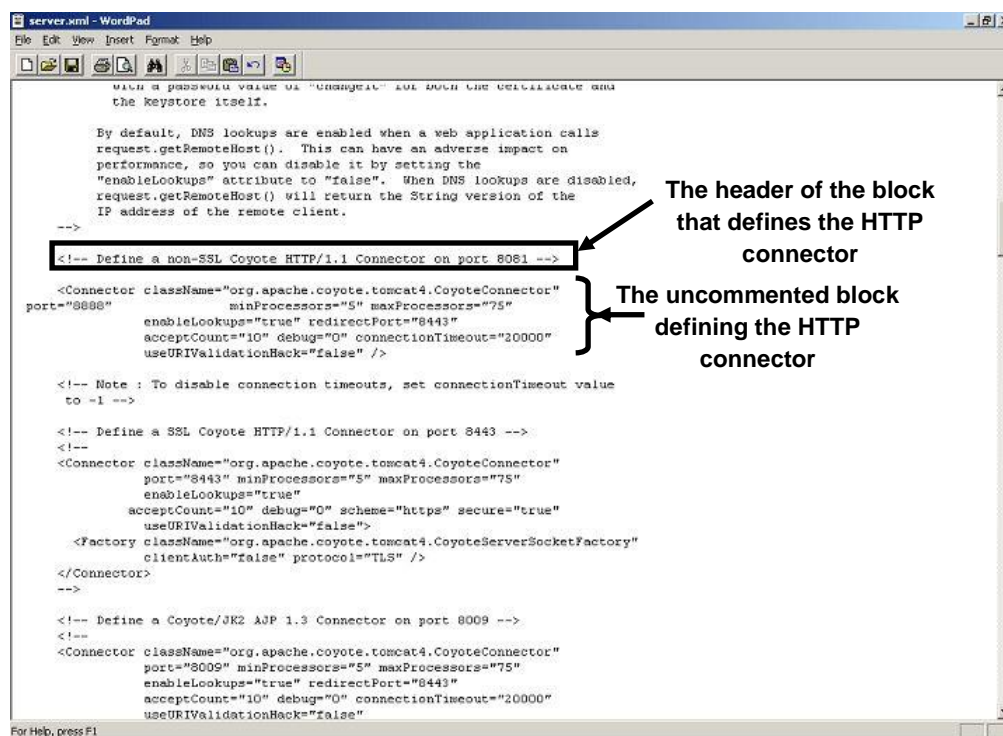 server.xml - WordPad
File Edit View Insert Format Help
with a password value of "changeit" for both the certificate and
the keystore itself.
By default, DNS lookups are enabled when a web application calls
request.getRemoteHost(). This can have an adverse impact on
performance, so you can disable it by setting the
"enableLookups" attribute to "false". When DNS lookups are disabled,
request.getRemoteHost() will return the String version of the
IP address of the remote client.
-->
The header of the block
that defines the HTTP
connector
<!-- Define a non-SSL Coyote HTTP/1.1 Connector on port 8081 -->
<Connector className="org.apache.coyote.tomcat4.CoyoteConnector"
port="8888" minProcessors="5" maxProcessors="75"
enableLookups="true" redirectPort="8443"
acceptCount="10" debug="0" connectionTimeout="20000"
useURIValidationHack="false" />
The uncommented block
defining the HTTP
connector
<!-- Note : To disable connection timeouts, set connectionTimeout value
to -1 -->
<!-- Define a SSL Coyote HTTP/1.1 Connector on port 8443 -->
<!--
<Connector className="org.apache.coyote.tomcat4.CoyoteConnector"
port="8443" minProcessors="5" maxProcessors="75"
enableLookups="true"
acceptCount="10" debug="0" scheme="https" secure="true"
useURIValidationHack="false">
<Factory className="org.apache.coyote.tomcat4.CoyoteServerSocketFactory"
clientAuth="false" protocol="TLS" />
</Connector>
-->
<!-- Define a Coyote/JK2 AJP 1.3 Connector on port 8009 -->
<!--
<Connector className="org.apache.coyote.tomcat4.CoyoteConnector"
port="8009" minProcessors="5" maxProcessors="75"
enableLookups="true" redirectPort="8443"
acceptCount="10" debug="0" connectionTimeout="20000"
useURIValidationHack="false"
For Help, press F1